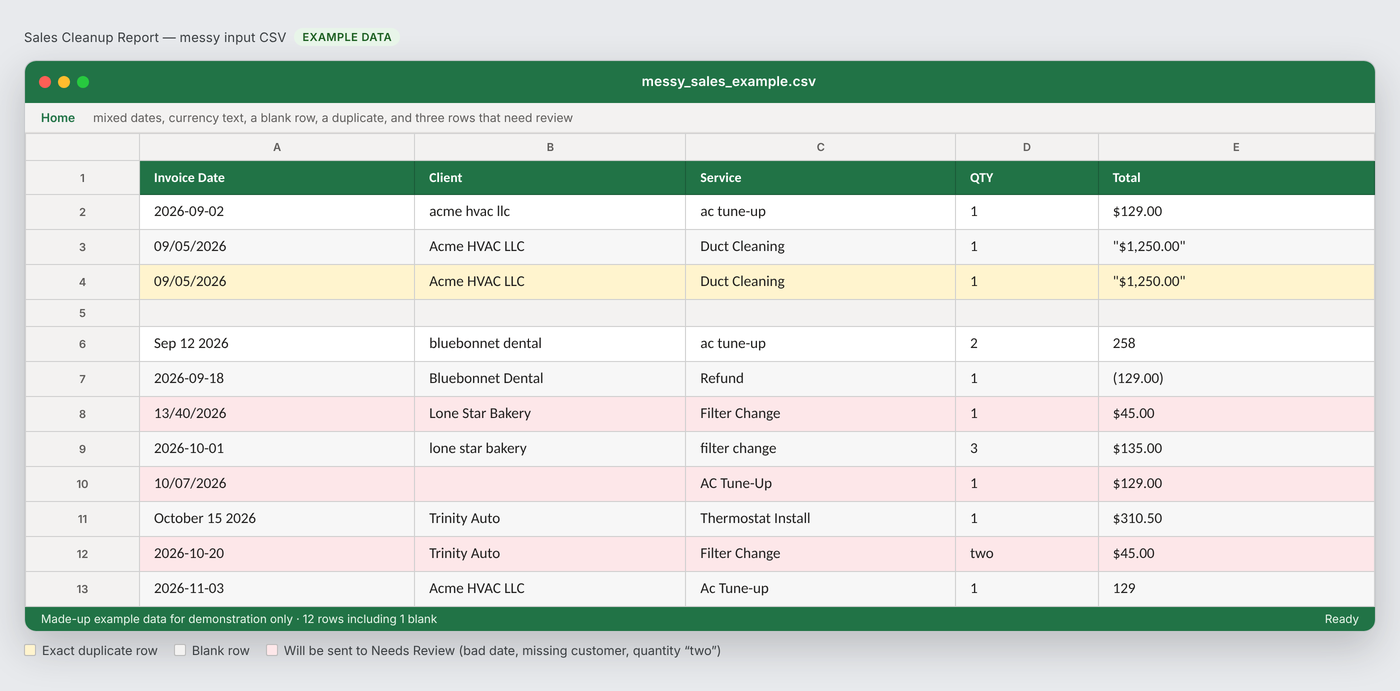 Sales Cleanup Report — messy input CSV EXAMPLE DATA
messy_sales_example.csv
Home mixed dates, currency text, a blank row, a duplicate, and three rows that need review
A B C D E
1 Invoice Date Client Service QTY Total
2 2026-09-02 acme hvac llc ac tune-up 1 $129.00
3 09/05/2026 Acme HVAC LLC Duct Cleaning 1 "$1,250.00"
4 09/05/2026 Acme HVAC LLC Duct Cleaning 1 "$1,250.00"
5
6 Sep 12 2026 bluebonnet dental ac tune-up 2 258
7 2026-09-18 Bluebonnet Dental Refund 1 (129.00)
8 13/40/2026 Lone Star Bakery Filter Change 1 $45.00
9 2026-10-01 lone star bakery filter change 3 $135.00
10 10/07/2026 AC Tune-Up 1 $129.00
11 October 15 2026 Trinity Auto Thermostat Install 1 $310.50
12 2026-10-20 Trinity Auto Filter Change two $45.00
13 2026-11-03 Acme HVAC LLC Ac Tune-up 1 129
Made-up example data for demonstration only · 12 rows including 1 blank Ready
Exact duplicate row Blank row Will be sent to Needs Review (bad date, missing customer, quantity “two”)